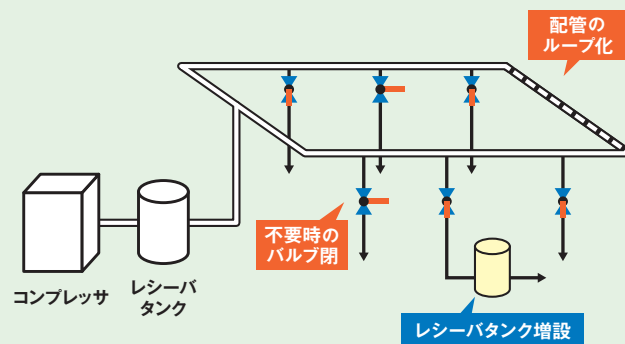 配管の
ループ化
不要時の
バルブ閉
コンプレッサ
レシーバ
タンク
レシーバタンク増設